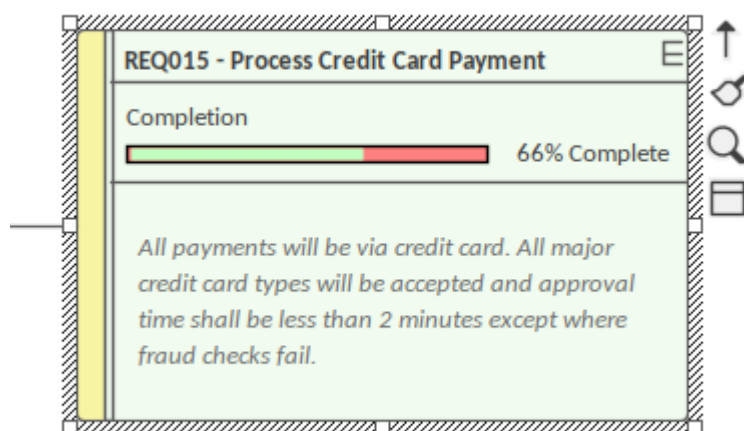 REQ015 - Process Credit Card Payment
E
Completion
66% Complete
All payments will be via credit card. All major
credit card types will be accepted and approval
time shall be less than 2 minutes except where
fraud checks fail.